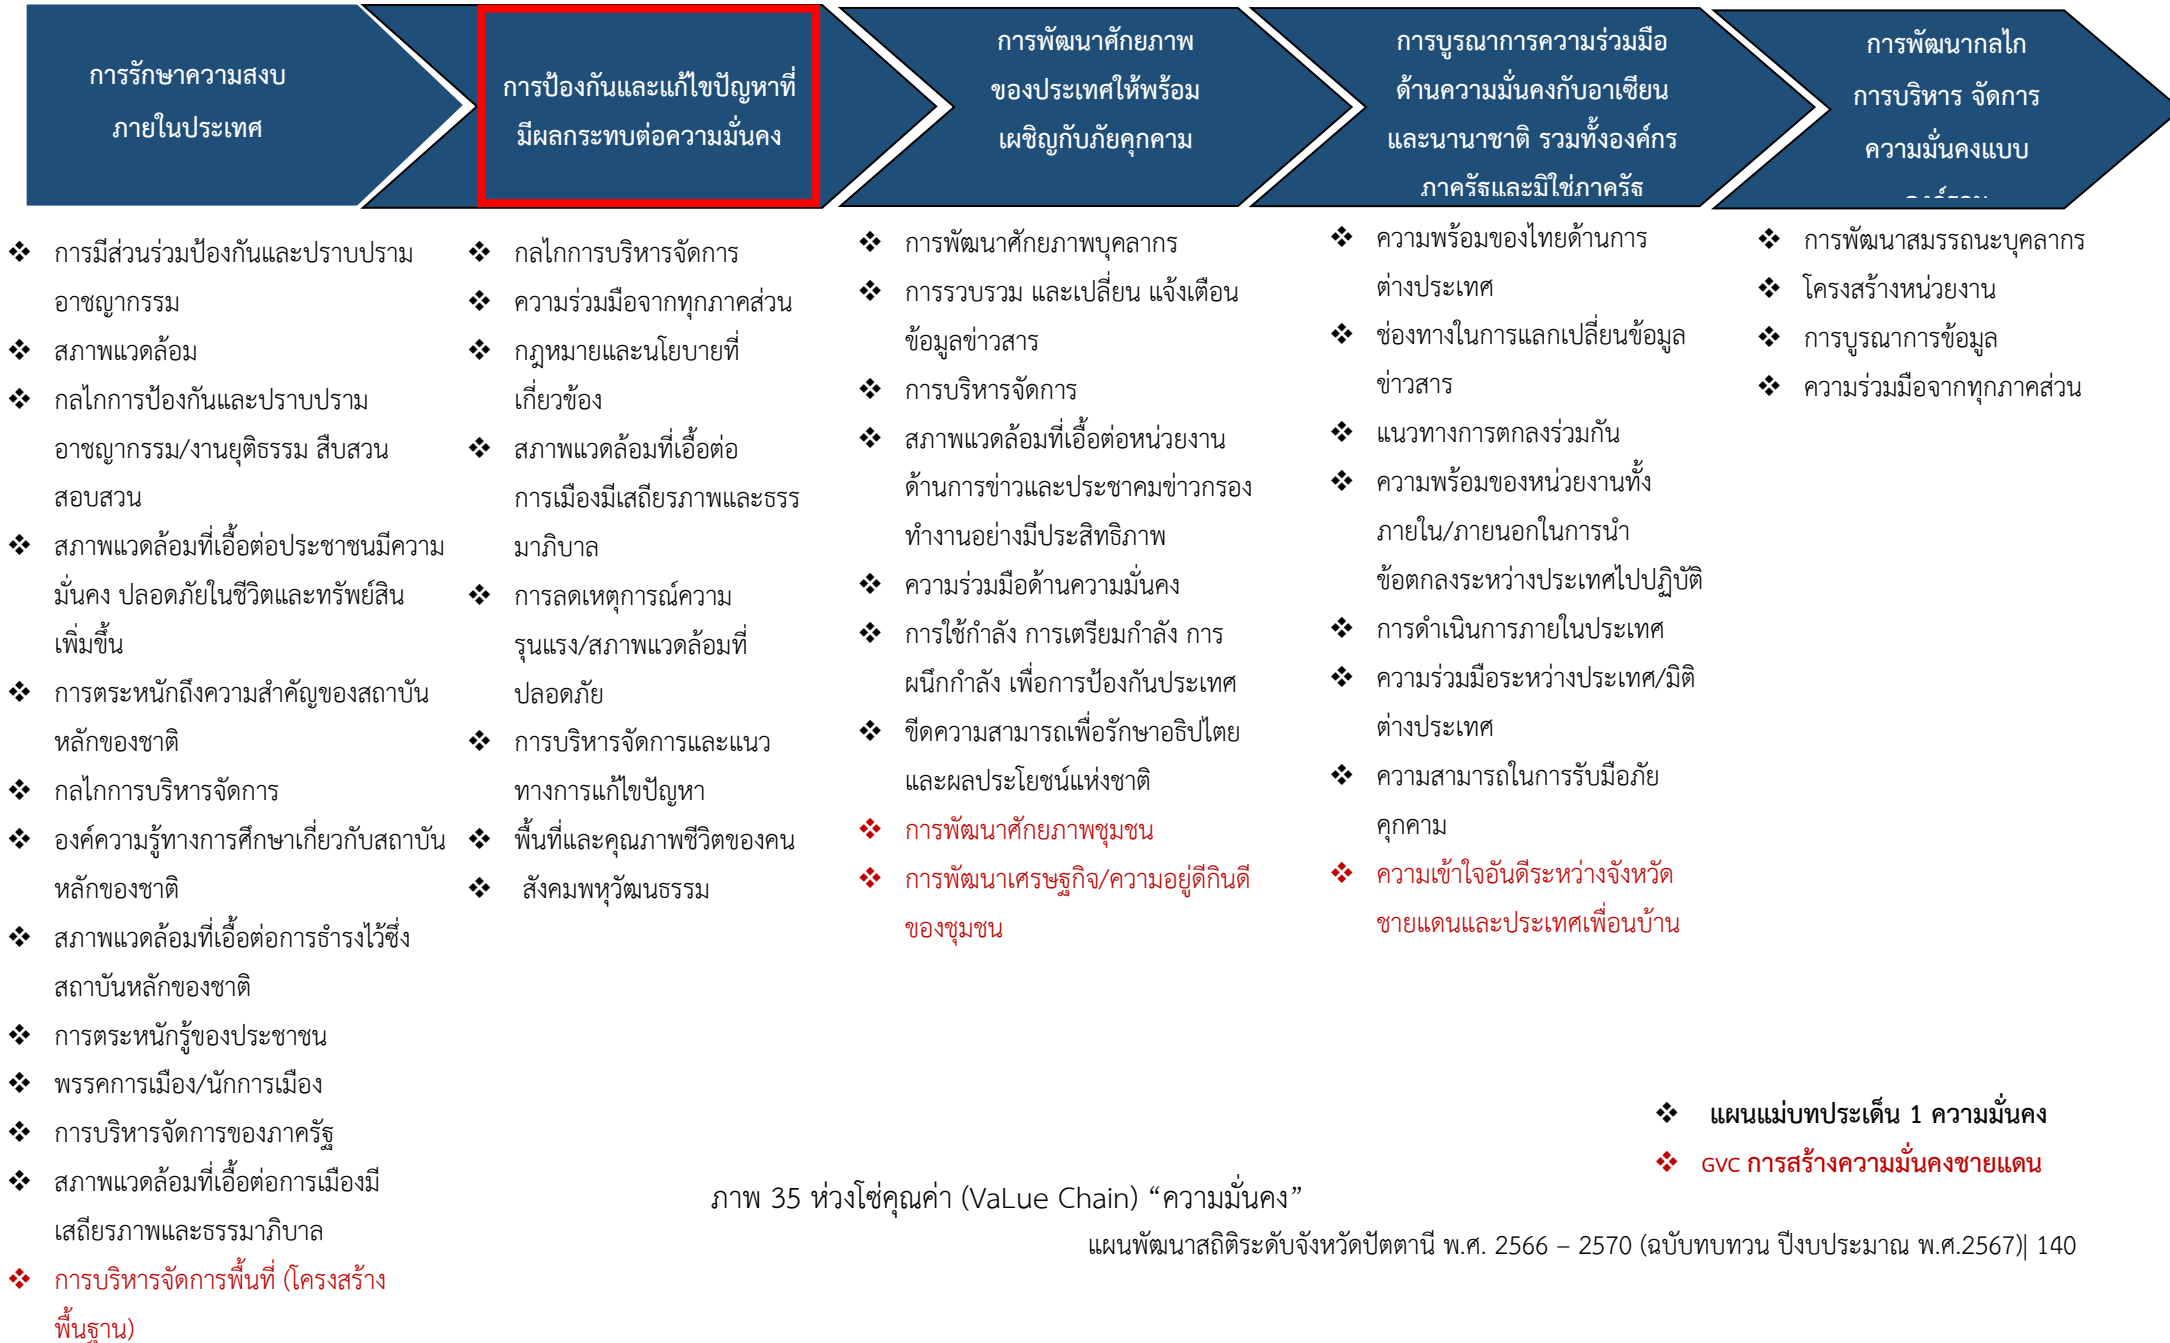 การรักษาความสงบ
ภายในประเทศ
การป้องกันและแก้ไขปัญหาที่
มีผลกระทบต่อความมั่นคง
การพัฒนาศักยภาพ
ของประเทศให้พร้อม
เผชิญกับภัยคุกคาม
การบูรณาการความร่วมมือ
ด้านความมั่นคงกับอาเซียน
และนานาชาติ รวมทั้งองค์กร
ภาครัฐและมิใช่ภาครัฐ
การพัฒนากลไก
การบริหาร จัดการ
ความมั่นคงแบบ
❖ การมีส่วนร่วมป้องกันและปราบปราม
อาชญากรรม
❖ สภาพแวดล้อม
❖ กลไกการป้องกันและปราบปราม
อาชญากรรม/งานยุติธรรม สืบสวน
สอบสวน
❖ สภาพแวดล้อมที่เอื้อต่อประชาชนมีความ
มั่นคง ปลอดภัยในชีวิตและทรัพย์สิน
เพิ่มขึ้น
❖ การตระหนักถึงความสำคัญของสถาบัน
หลักของชาติ
❖ กลไกการบริหารจัดการ
❖ องค์ความรู้ทางการศึกษาเกี่ยวกับสถาบัน
หลักของชาติ
❖ สภาพแวดล้อมที่เอื้อต่อการธำรงไว้ซึ่ง
สถาบันหลักของชาติ
❖ การตระหนักรู้ของประชาชน
❖ พรรคการเมือง/นักการเมือง
❖ การบริหารจัดการของภาครัฐ
❖ สภาพแวดล้อมที่เอื้อต่อการเมืองมี
เสถียรภาพและธรรมาภิบาล
❖ การบริหารจัดการพื้นที่ (โครงสร้าง
พื้นฐาน)
❖ กลไกการบริหารจัดการ
❖ ความร่วมมือจากทุกภาคส่วน
❖ กฎหมายและนโยบายที่
เกี่ยวข้อง
❖ สภาพแวดล้อมที่เอื้อต่อ
การเมืองมีเสถียรภาพและธรร
มาภิบาล
❖ การลดเหตุการณ์ความ
รุนแรง/สภาพแวดล้อมที่
ปลอดภัย
❖ การบริหารจัดการและแนว
ทางการแก้ไขปัญหา
❖ พื้นที่และคุณภาพชีวิตของคน
❖ สังคมพหุวัฒนธรรม
❖ การพัฒนาศักยภาพบุคลากร
❖ การรวบรวม และเปลี่ยน แจ้งเตือน
ข้อมูลข่าวสาร
❖ การบริหารจัดการ
❖ สภาพแวดล้อมที่เอื้อต่อหน่วยงาน
ด้านการข่าวและประชาคมข่าวกรอง
ทำงานอย่างมีประสิทธิภาพ
❖ ความร่วมมือด้านความมั่นคง
❖ การใช้กำลัง การเตรียมกำลัง การ
ผนึกกำลัง เพื่อการป้องกันประเทศ
❖ ขีดความสามารถเพื่อรักษาอธิปไตย
และผลประโยชน์แห่งชาติ
❖ การพัฒนาศักยภาพชุมชน
❖ การพัฒนาเศรษฐกิจ/ความอยู่ดีกินดี
ของชุมชน
❖ ความพร้อมของไทยด้านการ
ต่างประเทศ
❖ ช่องทางในการแลกเปลี่ยนข้อมูล
ข่าวสาร
❖ แนวทางการตกลงร่วมกัน
❖ ความพร้อมของหน่วยงานทั้ง
ภายใน/ภายนอกในการนำ
ข้อตกลงระหว่างประเทศไปปฏิบัติ
❖ การดำเนินการภายในประเทศ
❖ ความร่วมมือระหว่างประเทศ/มิติ
ต่างประเทศ
❖ ความสามารถในการรับมือภัย
คุกคาม
❖ ความเข้าใจอันดีระหว่างจังหวัด
ชายแดนและประเทศเพื่อนบ้าน
❖ การพัฒนาสมรรถนะบุคลากร
❖ โครงสร้างหน่วยงาน
❖ การบูรณาการข้อมูล
❖ ความร่วมมือจากทุกภาคส่วน
❖ แผนแม่บทประเด็น 1 ความมั่นคง
❖ GVC การสร้างความมั่นคงชายแดน
ภาพ 35 ห่วงโซ่คุณค่า (VaLue Chain) “ความมั่นคง”
แผนพัฒนาสถิติระดับจังหวัดปัตตานี พ.ศ. 2566 – 2570 (ฉบับทบทวน ปีงบประมาณ พ.ศ.2567)| 140